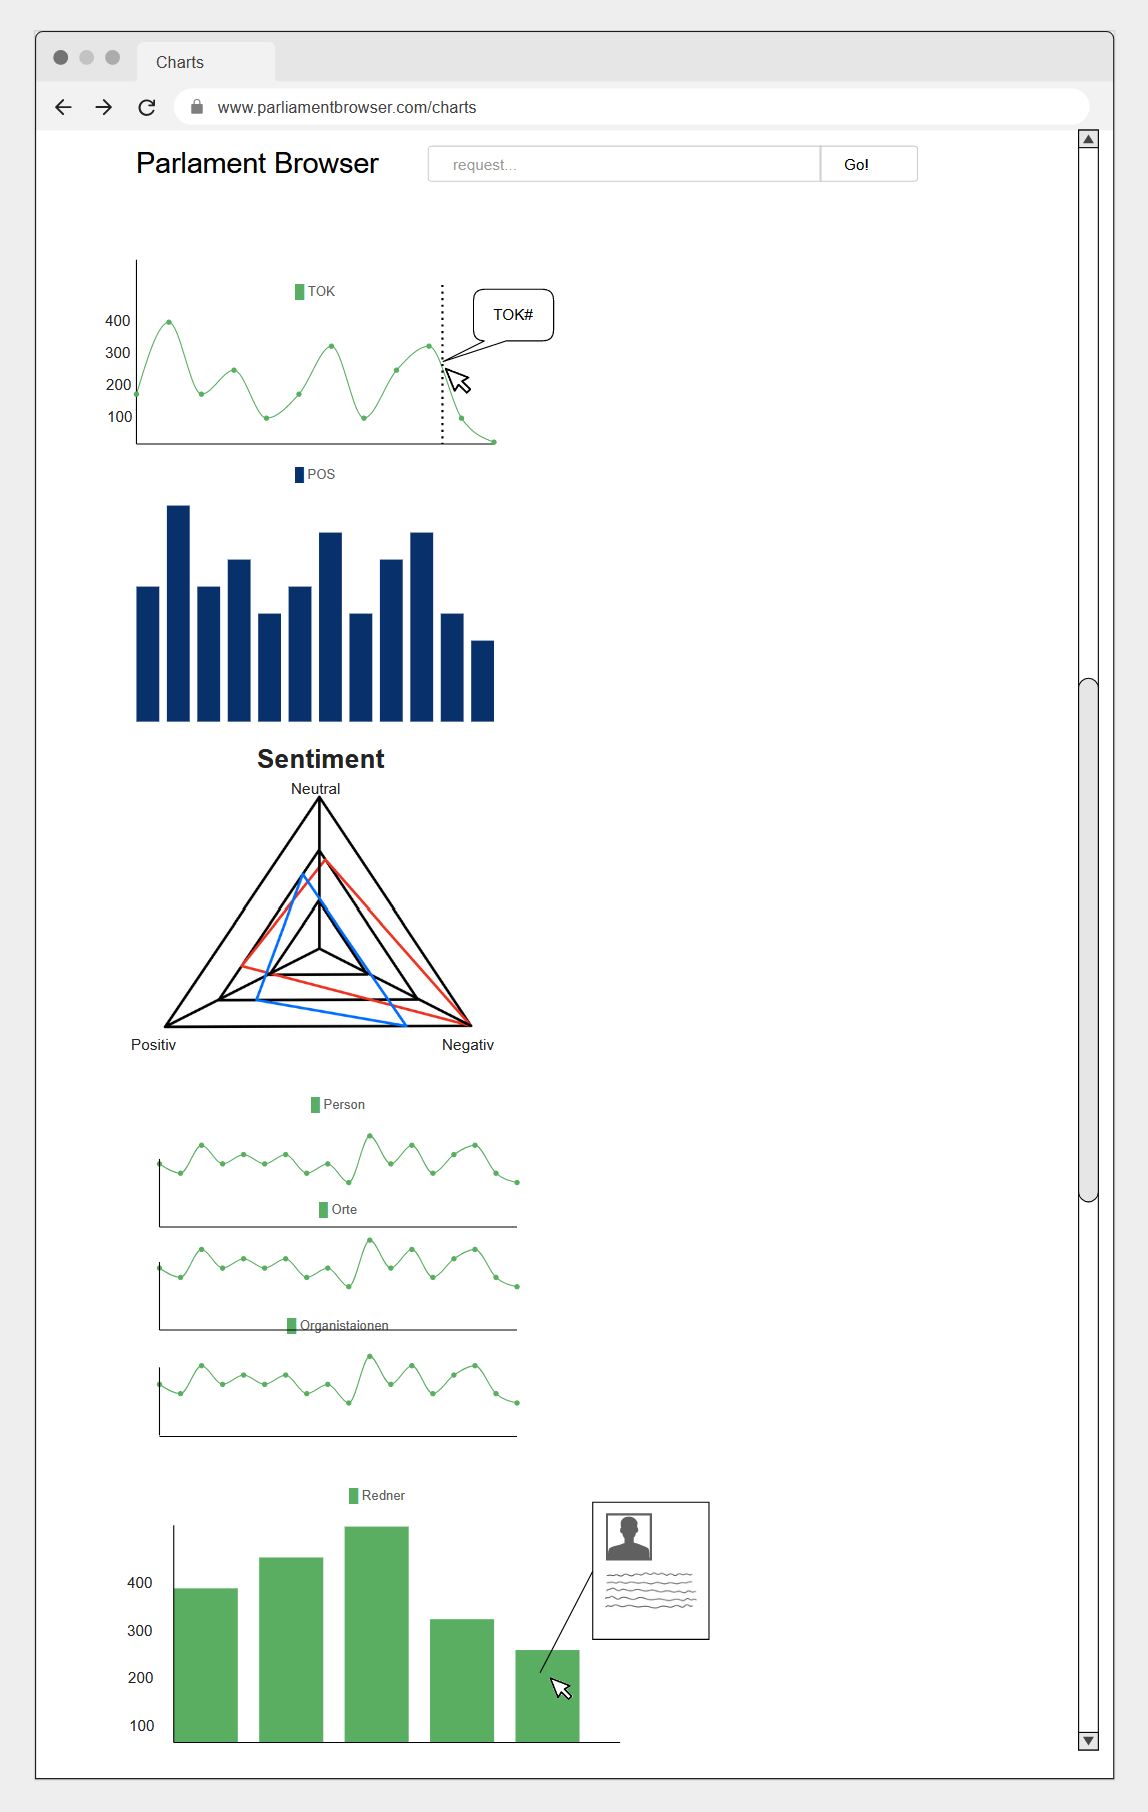 Charts
www.parliamentbrowser.com/charts
Parlament Browser
request...
Go!
TOK
TOK#
400
300
200
100
POS
Sentiment
Neutral
Positiv
Negativ
Person
Orte
Organistaionen
Redner
400
300
200
100